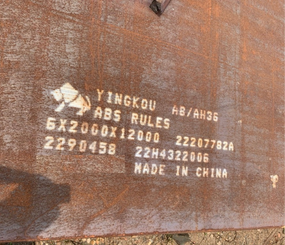 YINGKOU AB/AH36
ABS RULES
6X2000X12000 22207782A
2290458 22H4322006
MADE IN CHINA